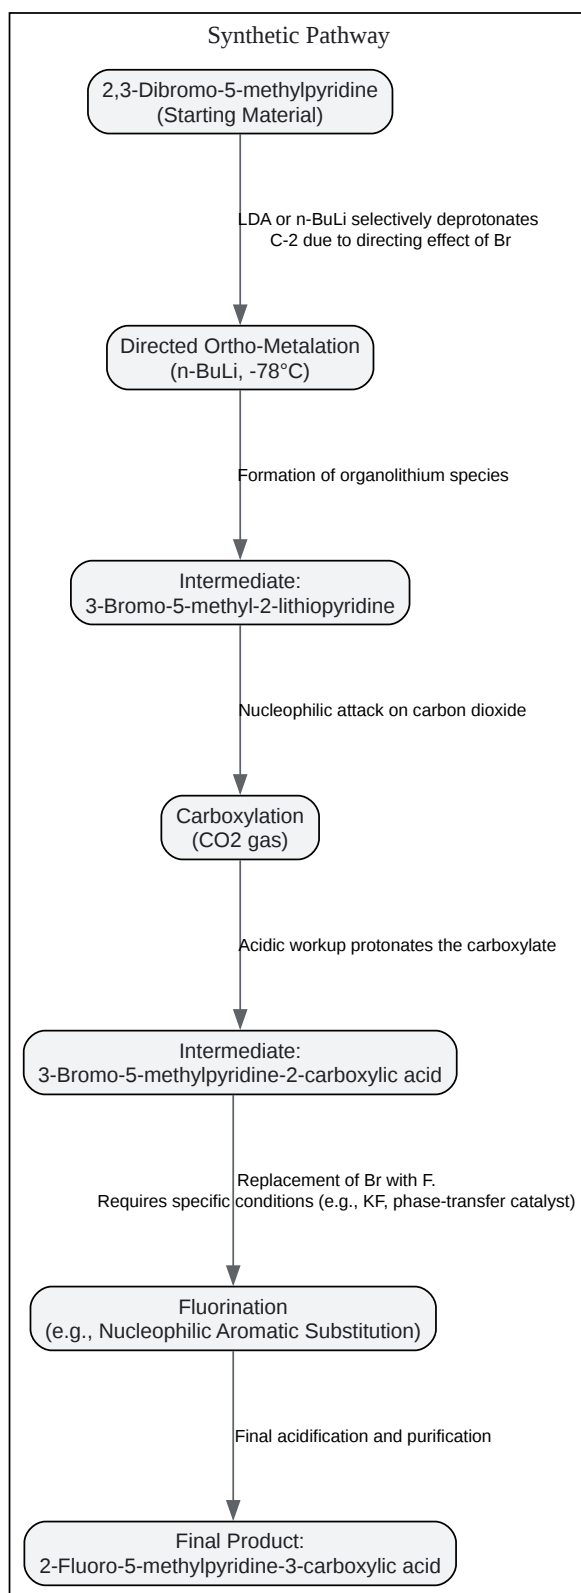 Synthetic Pathway
2,3-Dibromo-5-methylpyridine
(Starting Material)
LDA or n-BuLi selectively deprotonates
C-2 due to directing effect of Br
Directed Ortho-Metalation
(n-BuLi, -78°C)
Formation of organolithium species
Intermediate:
3-Bromo-5-methyl-2-lithiopyridine
Nucleophilic attack on carbon dioxide
Carboxylation
(CO2 gas)
Acidic workup protonates the carboxylate
Intermediate:
3-Bromo-5-methylpyridine-2-carboxylic acid
Replacement of Br with F.
Requires specific conditions (e.g., KF, phase-transfer catalyst)
Fluorination
(e.g., Nucleophilic Aromatic Substitution)
Final acidification and purification
Final Product:
2-Fluoro-5-methylpyridine-3-carboxylic acid